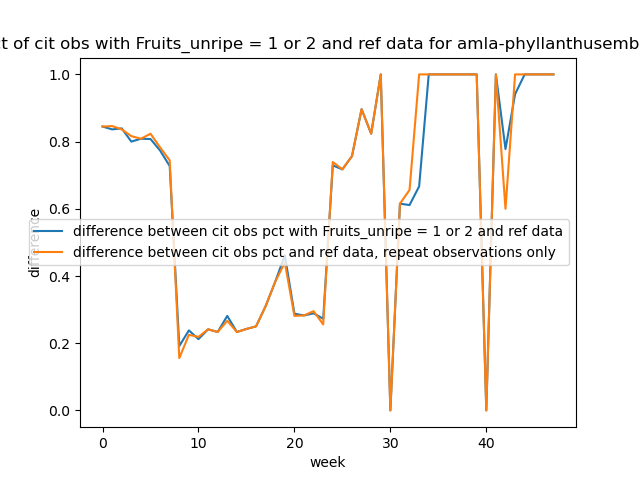 ct of cit obs with Fruits_unripe = 1 or 2 and ref data for amla-phyllanthusemb
1.0
0.8
0.6
0.4
0.2
0.0
difference
difference between cit obs pct with Fruits_unripe = 1 or 2 and ref data
difference between cit obs pct and ref data, repeat observations only
0 10 20 30 40
week